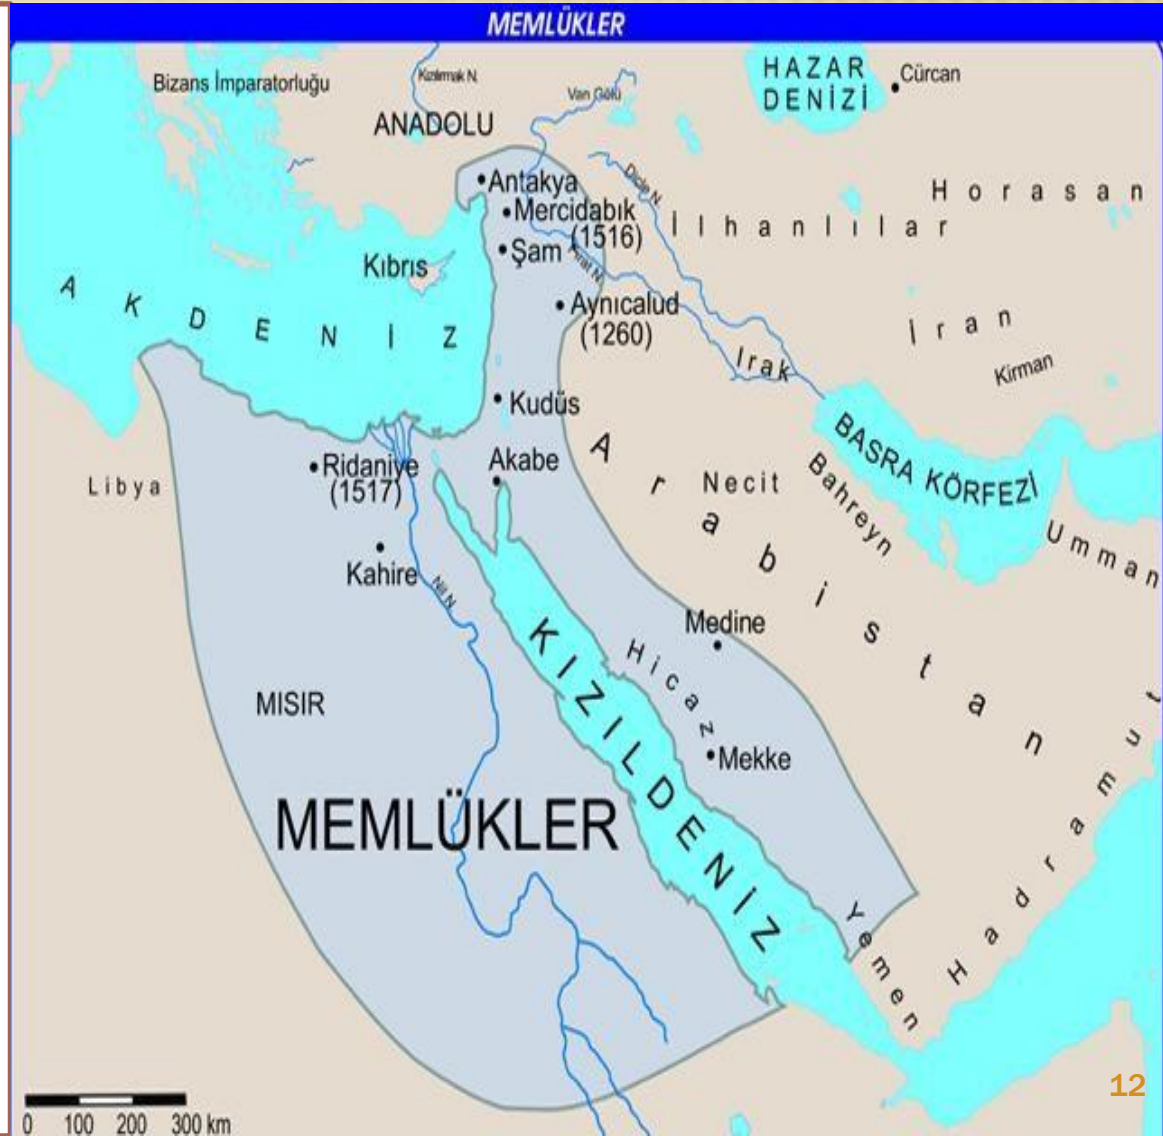 MEMLÜKLER
Bizans İmparatorluğu
Kızılırmak N.
ANADOLU
Van Gölü
HAZAR
DENİZİ
Cürcan
Horasan
Dicle N.
İlhanlılar
Antakya
Mercidabık
(1516)
Şam
Fırat N.
Kıbrıs
AKDENİZ
Aynıcalud
(1260)
İran
Irak
Kirman
Kudüs
BASRA KÖRFEZİ
Arabistan
Necit
Bahreyn
Umman
Libya
Ridaniye
(1517)
Akabe
Kahire
Nil N.
Medine
Hicaz
KIZILDENİZ
MISIR
Mekke
MEMLÜKLER
Yemen
Hadramut
12
0 100 200 300 km